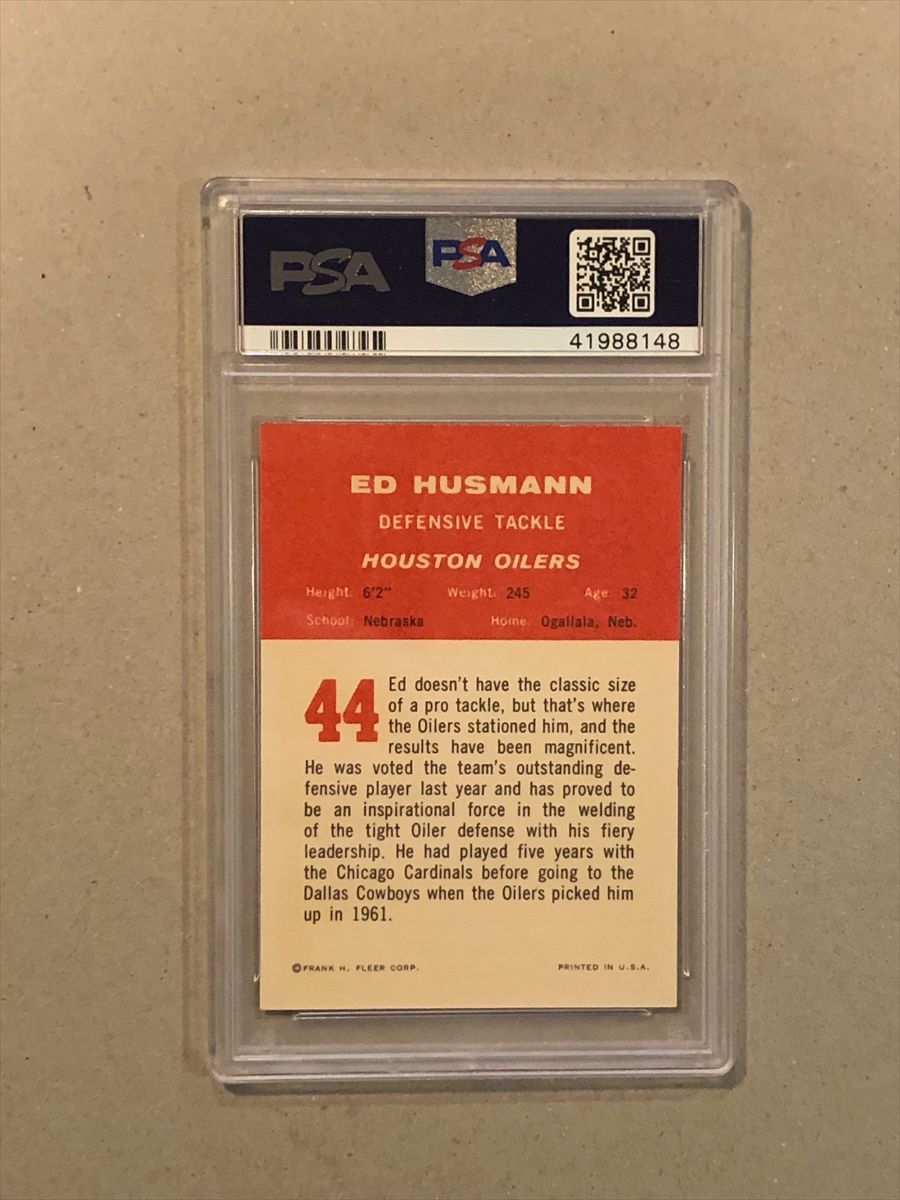 PSA PSA
41988148
ED HUSMANN
DEFENSIVE TACKLE
HOUSTON OILERS
Height: 6'2" Weight: 245 Age: 32
School: Nebraska Home: Ogallala, Neb.
44
Ed doesn't have the classic size
of a pro tackle, but that's where
the Oilers stationed him, and the
results have been magnificent.
He was voted the team's outstanding de-
fensive player last year and has proved to
be an inspirational force in the welding
of the tight Oiler defense with his fiery
leadership. He had played five years with
the Chicago Cardinals before going to the
Dallas Cowboys when the Oilers picked him
up in 1961.
©FRANK H. FLEER CORP. PRINTED IN U.S.A.